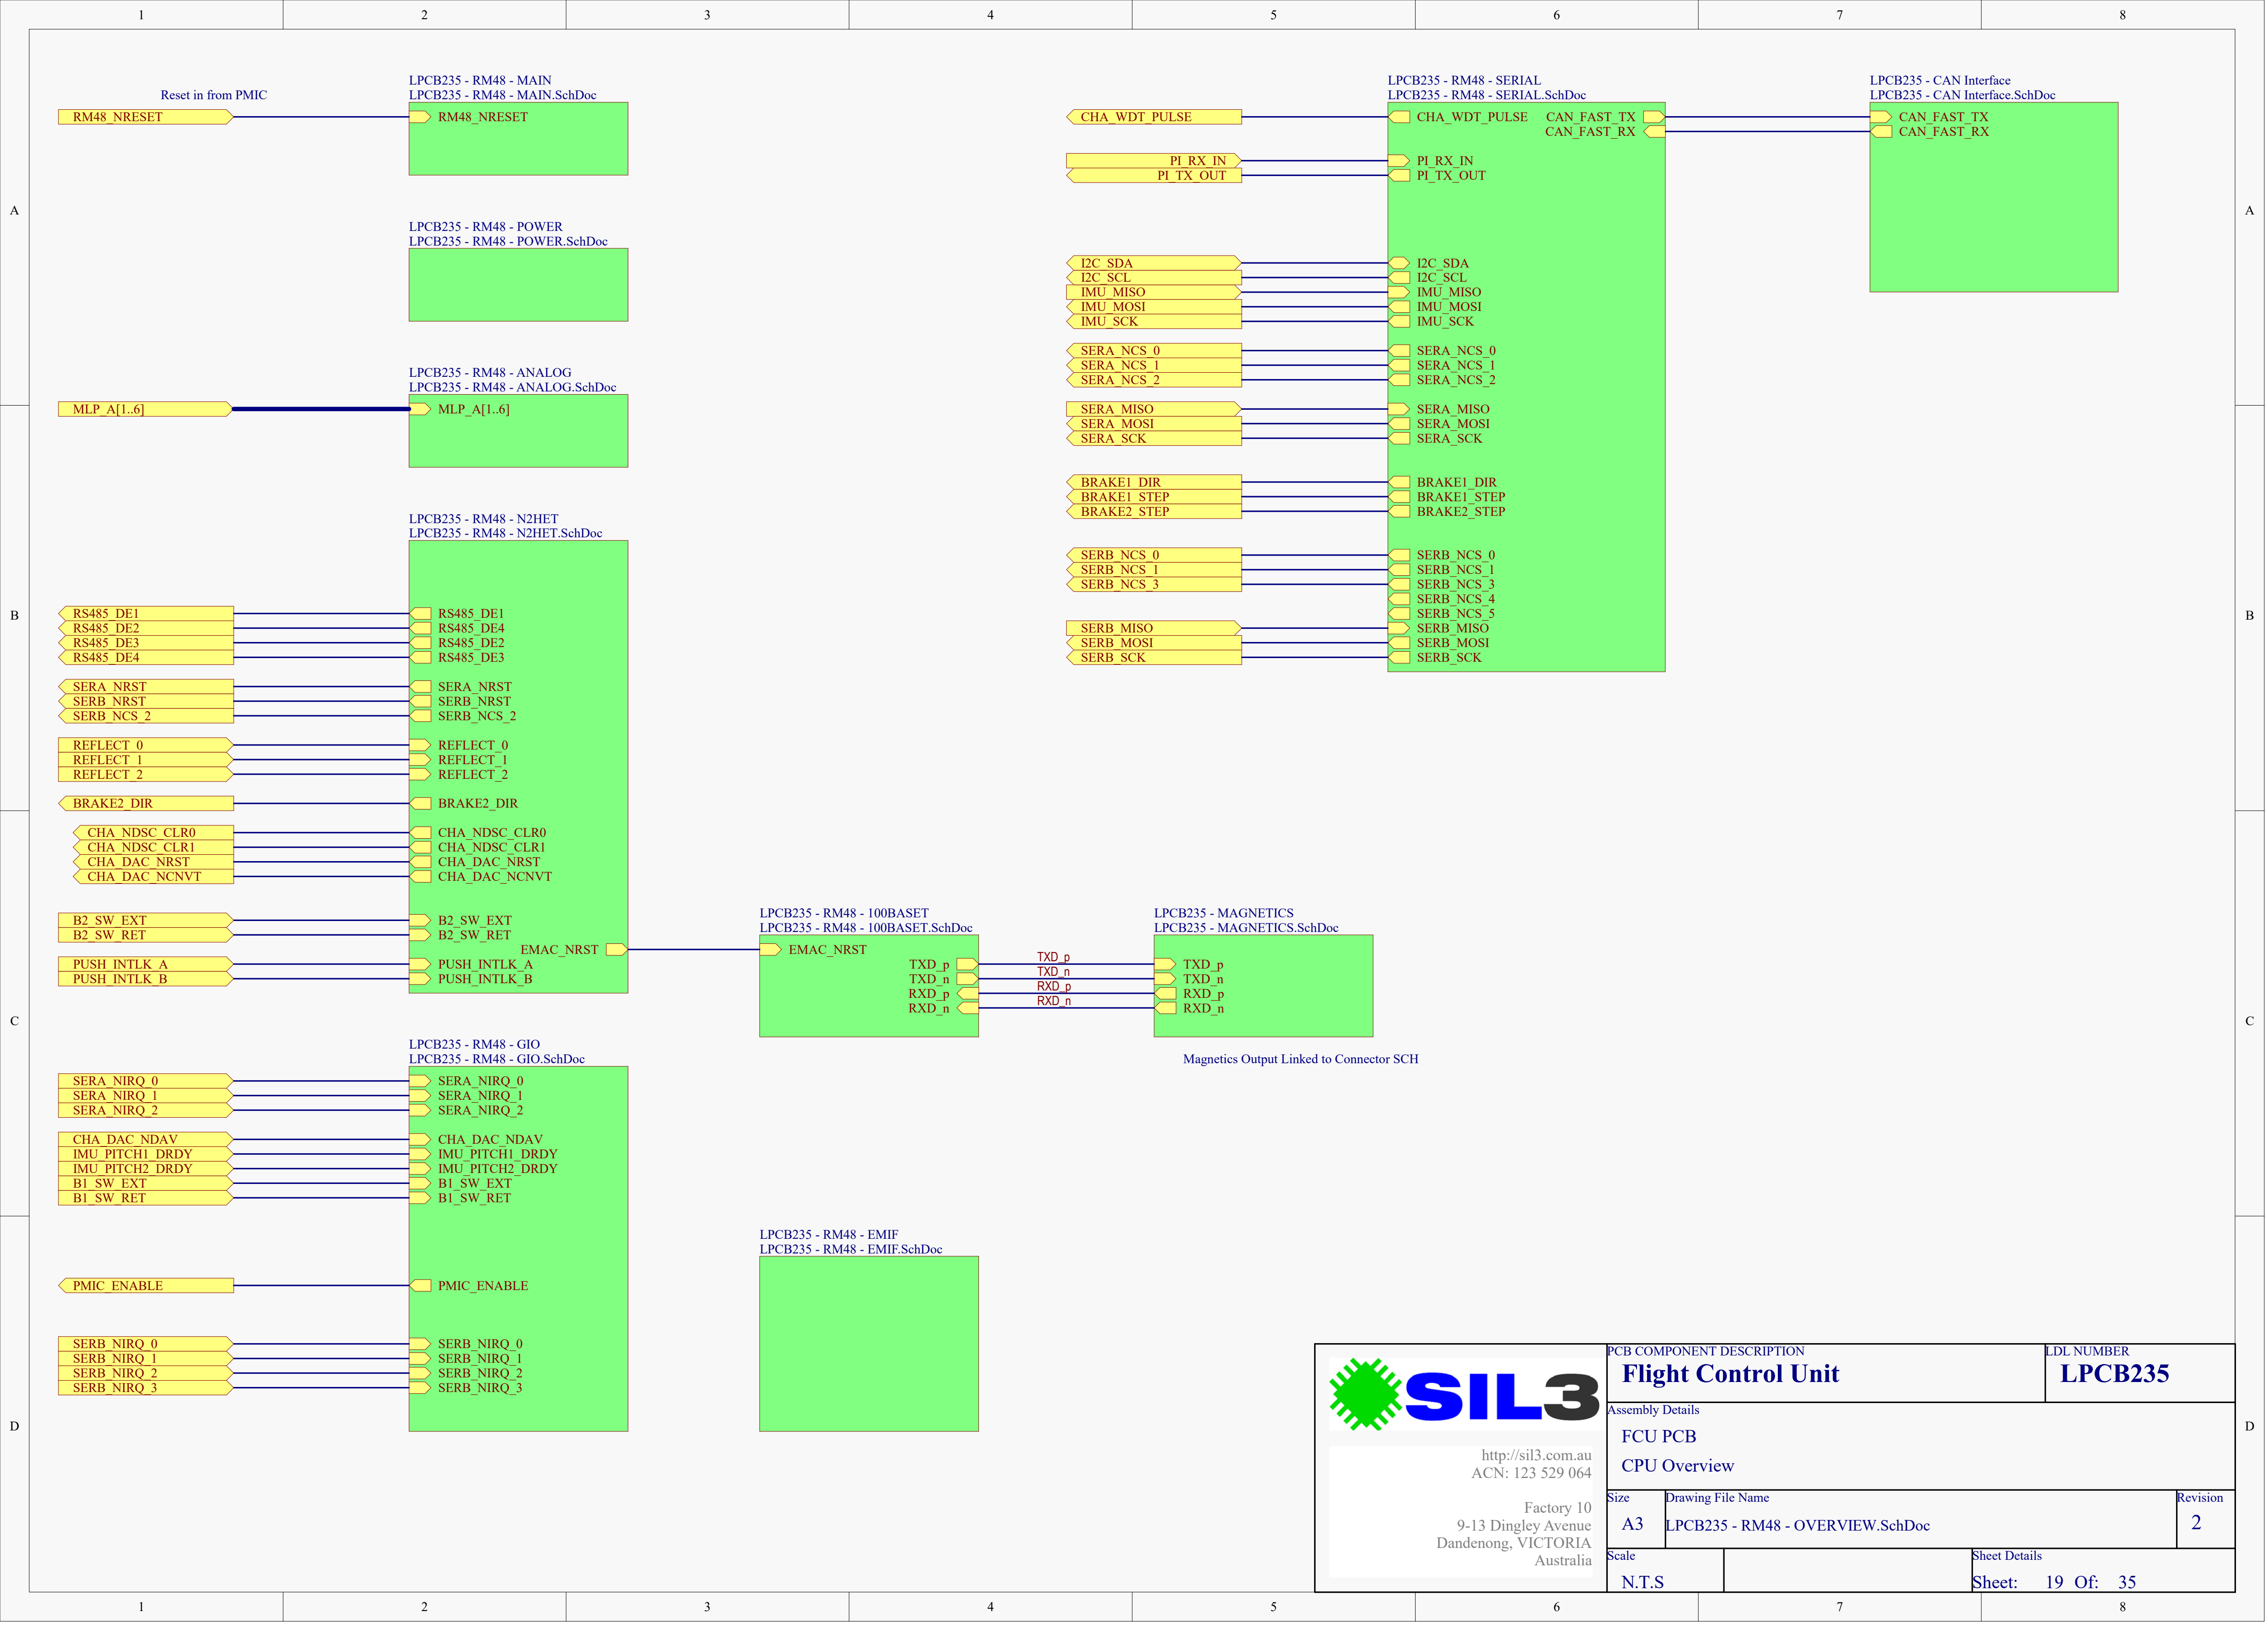 1 2 3 4 5 6 7 8
A
B
C
D
A
B
C
D
LPCB235 - RM48 - MAIN
LPCB235 - RM48 - MAIN.SchDoc
Reset in from PMIC
RM48_NRESET
RM48_NRESET
LPCB235 - RM48 - POWER
LPCB235 - RM48 - POWER.SchDoc
LPCB235 - RM48 - ANALOG
LPCB235 - RM48 - ANALOG.SchDoc
MLP_A[1..6]
MLP_A[1..6]
LPCB235 - RM48 - N2HET
LPCB235 - RM48 - N2HET.SchDoc
RS485_DE1
RS485_DE2
RS485_DE3
RS485_DE4
SERA_NRST
SERB_NRST
SERB_NCS_2
REFLECT_0
REFLECT_1
REFLECT_2
BRAKE2_DIR
CHA_NDSC_CLR0
CHA_NDSC_CLR1
CHA_DAC_NRST
CHA_DAC_NCNVT
B2_SW_EXT
B2_SW_RET
PUSH_INTLK_A
PUSH_INTLK_B
RS485_DE1
RS485_DE4
RS485_DE2
RS485_DE3
SERA_NRST
SERB_NRST
SERB_NCS_2
REFLECT_0
REFLECT_1
REFLECT_2
BRAKE2_DIR
CHA_NDSC_CLR0
CHA_NDSC_CLR1
CHA_DAC_NRST
CHA_DAC_NCNVT
B2_SW_EXT
B2_SW_RET
EMAC_NRST
PUSH_INTLK_A
PUSH_INTLK_B
LPCB235 - RM48 - GIO
LPCB235 - RM48 - GIO.SchDoc
SERA_NIRQ_0
SERA_NIRQ_1
SERA_NIRQ_2
CHA_DAC_NDAV
IMU_PITCH1_DRDY
IMU_PITCH2_DRDY
B1_SW_EXT
B1_SW_RET
PMIC_ENABLE
SERB_NIRQ_0
SERB_NIRQ_1
SERB_NIRQ_2
SERB_NIRQ_3
SERA_NIRQ_0
SERA_NIRQ_1
SERA_NIRQ_2
CHA_DAC_NDAV
IMU_PITCH1_DRDY
IMU_PITCH2_DRDY
B1_SW_EXT
B1_SW_RET
PMIC_ENABLE
SERB_NIRQ_0
SERB_NIRQ_1
SERB_NIRQ_2
SERB_NIRQ_3
LPCB235 - RM48 - 100BASET
LPCB235 - RM48 - 100BASET.SchDoc
EMAC_NRST
TXD_p
TXD_n
RXD_p
RXD_n
TXD_p
TXD_n
RXD_p
RXD_n
LPCB235 - MAGNETICS
LPCB235 - MAGNETICS.SchDoc
TXD_p
TXD_n
RXD_p
RXD_n
Magnetics Output Linked to Connector SCH
LPCB235 - RM48 - EMIF
LPCB235 - RM48 - EMIF.SchDoc
LPCB235 - RM48 - SERIAL
LPCB235 - RM48 - SERIAL.SchDoc
CHA_WDT_PULSE
PI_RX_IN
PI_TX_OUT
I2C_SDA
I2C_SCL
IMU_MISO
IMU_MOSI
IMU_SCK
SERA_NCS_0
SERA_NCS_1
SERA_NCS_2
SERA_MISO
SERA_MOSI
SERA_SCK
BRAKE1_DIR
BRAKE1_STEP
BRAKE2_STEP
SERB_NCS_0
SERB_NCS_1
SERB_NCS_3
SERB_MISO
SERB_MOSI
SERB_SCK
CHA_WDT_PULSE CAN_FAST_TX
CAN_FAST_RX
PI_RX_IN
PI_TX_OUT
I2C_SDA
I2C_SCL
IMU_MISO
IMU_MOSI
IMU_SCK
SERA_NCS_0
SERA_NCS_1
SERA_NCS_2
SERA_MISO
SERA_MOSI
SERA_SCK
BRAKE1_DIR
BRAKE1_STEP
BRAKE2_STEP
SERB_NCS_0
SERB_NCS_1
SERB_NCS_3
SERB_NCS_4
SERB_NCS_5
SERB_MISO
SERB_MOSI
SERB_SCK
LPCB235 - CAN Interface
LPCB235 - CAN Interface.SchDoc
CAN_FAST_TX
CAN_FAST_RX
SIL3
http://sil3.com.au
ACN: 123 529 064
Factory 10
9-13 Dingley Avenue
Dandenong, VICTORIA
Australia
PCB COMPONENT DESCRIPTION
Flight Control Unit
LDL NUMBER
LPCB235
Assembly Details
FCU PCB
CPU Overview
Size
A3
Drawing File Name
LPCB235 - RM48 - OVERVIEW.SchDoc
Revision
2
Scale
N.T.S
Sheet Details
Sheet: 19 Of: 35
1 2 3 4 5 6 7 8